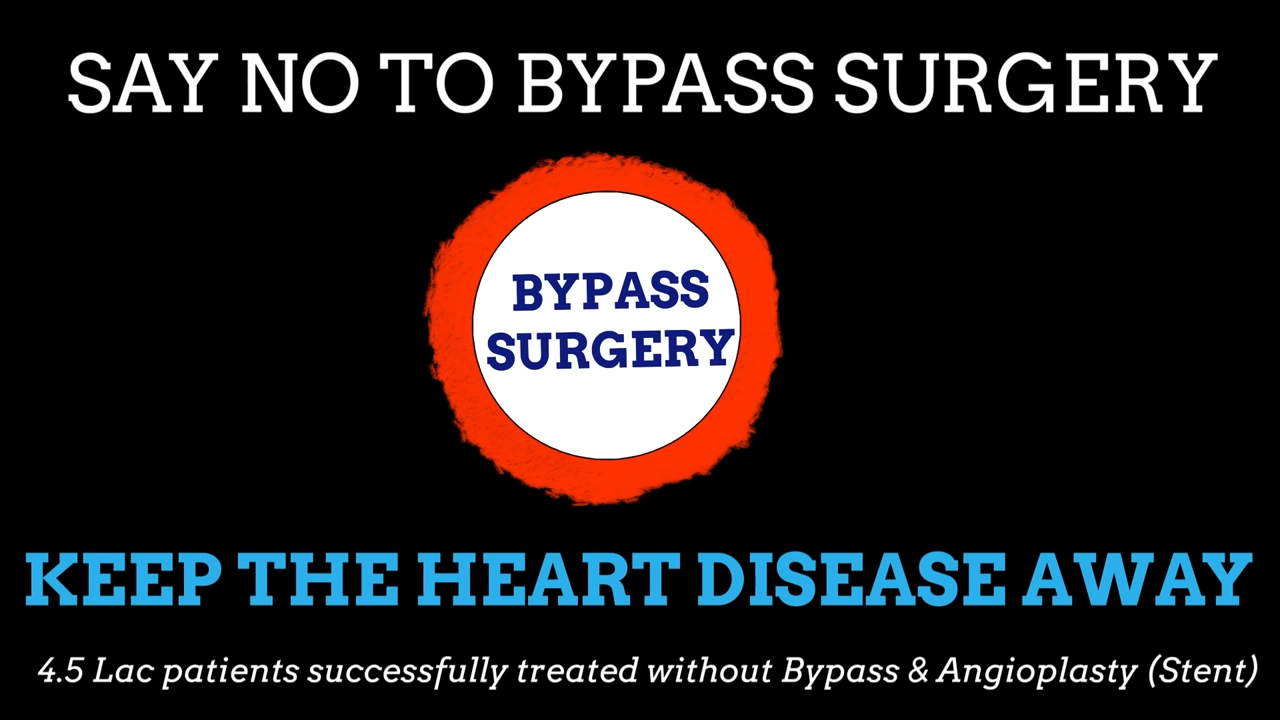 SAY NO TO BYPASS SURGERY
BYPASS
SURGERY
KEEP THE HEART DISEASE AWAY
4.5 Lac patients successfully treated without Bypass & Angioplasty (Stent)